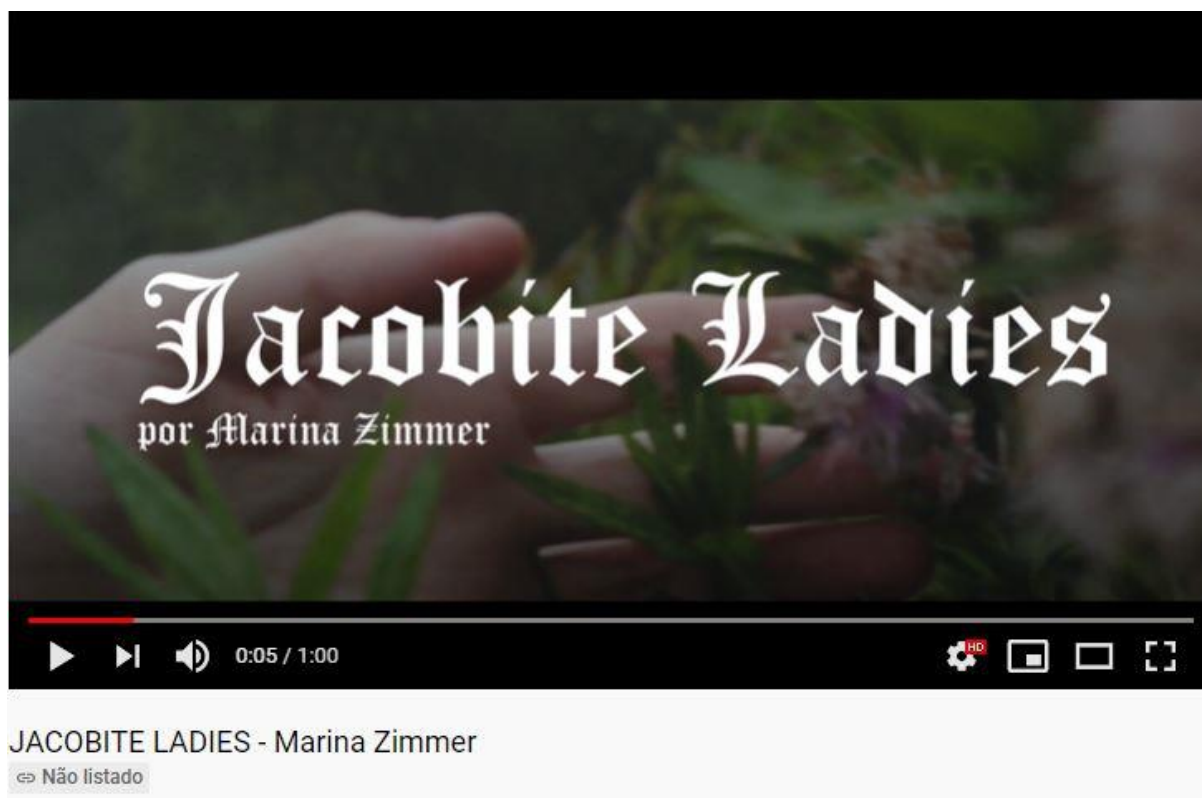 Jacobite Ladies
por Marina Zimmer
0:05 / 1:00
HD
JACOBITE LADIES - Marina Zimmer
Não listado